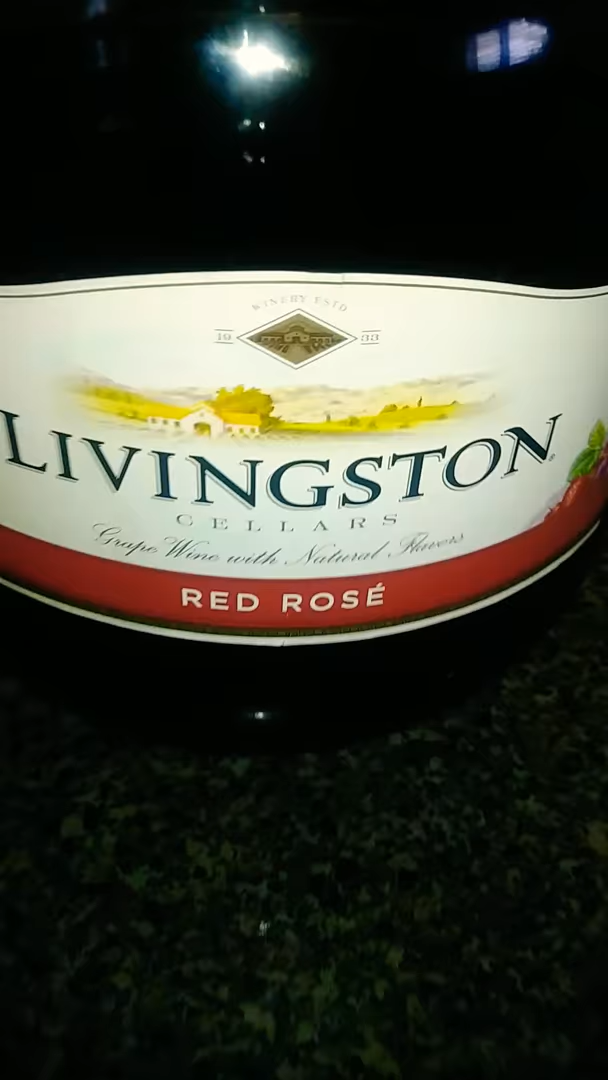 WINERY ESTD
19 33
LIVINGSTON
CELLARS
Grape Wine with Natural Flavors
RED ROSÉ